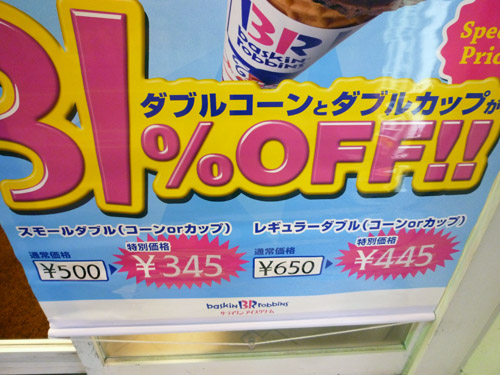 BR
baskin robbins
Special
Price
ダブルコーンとダブルカップが
31%OFF!!
スモールダブル(コーンorカップ)
通常価格
¥500
特別価格
¥345
レギュラーダブル(コーンorカップ)
通常価格
¥650
特別価格
¥445
baskin BR robbins
サーティワン アイスクリーム